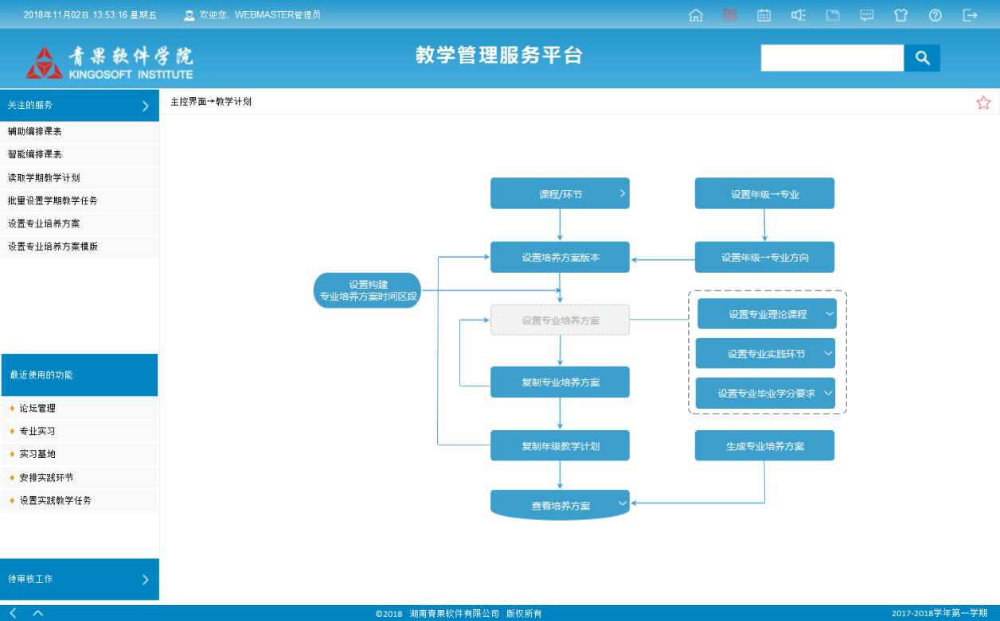 2018年11月02日 13:53:16 星期五
欢迎您，WEBMASTER管理员
青果软件学院
KINGOSOFT INSTITUTE
教学管理服务平台
关注的服务
主控界面→教学计划
辅助编排课表
智能编排课表
读取学期教学计划
批量设置学期教学任务
设置专业培养方案
设置专业培养方案模版
课程/环节
设置年级→专业
设置培养方案版本
设置年级→专业方向
设置构建
专业培养方案时间区段
设置专业培养方案
设置专业理论课程
设置专业实践环节
设置专业毕业学分要求
复制专业培养方案
复制年级教学计划
生成专业培养方案
查看培养方案
最近使用的功能
论坛管理
专业实习
实习基地
安排实践环节
设置实践教学任务
待审核工作
©2018 湖南青果软件有限公司 版权所有
2017-2018学年第一学期